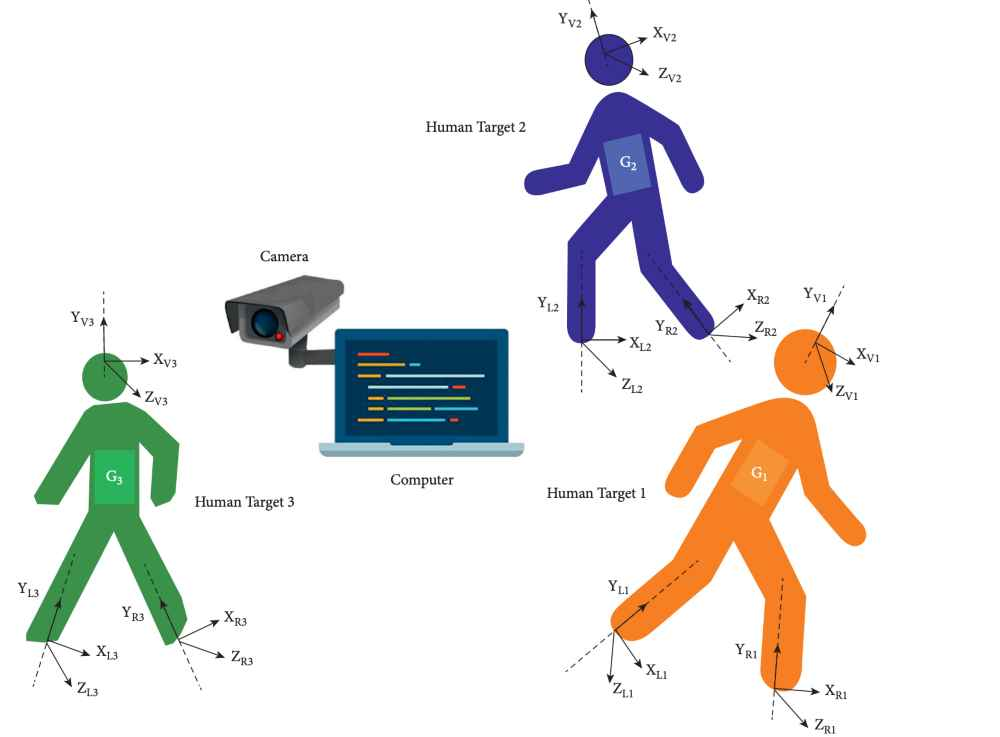 Y_V2
X_V2
Z_V2
Human Target 2
G_2
Camera
Y_L2
X_L2
Z_L2
Y_R2
X_R2
Z_R2
Y_V1
X_V1
Z_V1
Y_V3
X_V3
Z_V3
G_3
Human Target 3
Computer
Human Target 1
G_1
Y_L3
X_L3
Z_L3
Y_R3
X_R3
Z_R3
Y_L1
X_L1
Z_L1
Y_R1
X_R1
Z_R1